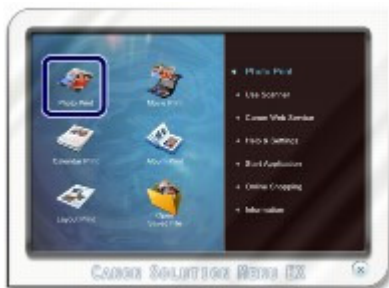 Photo Print
Movie Print
Calendar Print
Album Print
Layout Print
Open
Saved File
Photo Print
Use Scanner
Canon Web Service
Help & Settings
Start Application
Online Shopping
Information
Canon Solution Menu EX